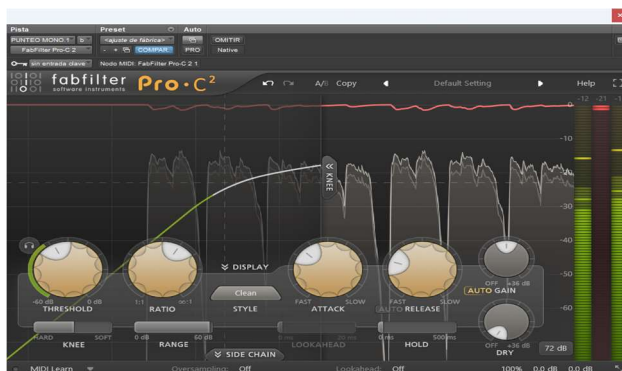 Pista Preset Auto
PUNTEO MONO 1 b <ajuste de fábrica> OMITIR
FabFilter Pro-C 2 - + COMPAR PRO Native
sin entrada clave Nodo MIDI: FabFilter Pro-C 2 1
fabfilter
software instruments
Pro·C²
A/B Copy Default Setting Help
-12 -21
0
-10
KNEE
-40
DISPLAY
-50
Clean
OFF +36 dB
-60 dB 0 dB 1:1 ∞:1 FAST SLOW FAST SLOW
AUTO GAIN
THRESHOLD RATIO STYLE ATTACK AUTO RELEASE
-60
HARD SOFT 0 dB 60 dB 0 ms 500 ms
KNEE RANGE LOOKAHEAD HOLD
OFF +36 dB
DRY 72 dB
SIDE CHAIN
MIDI Learn Oversampling: Off Lookahead: Off 100% 0.0 dB 0.0 dB